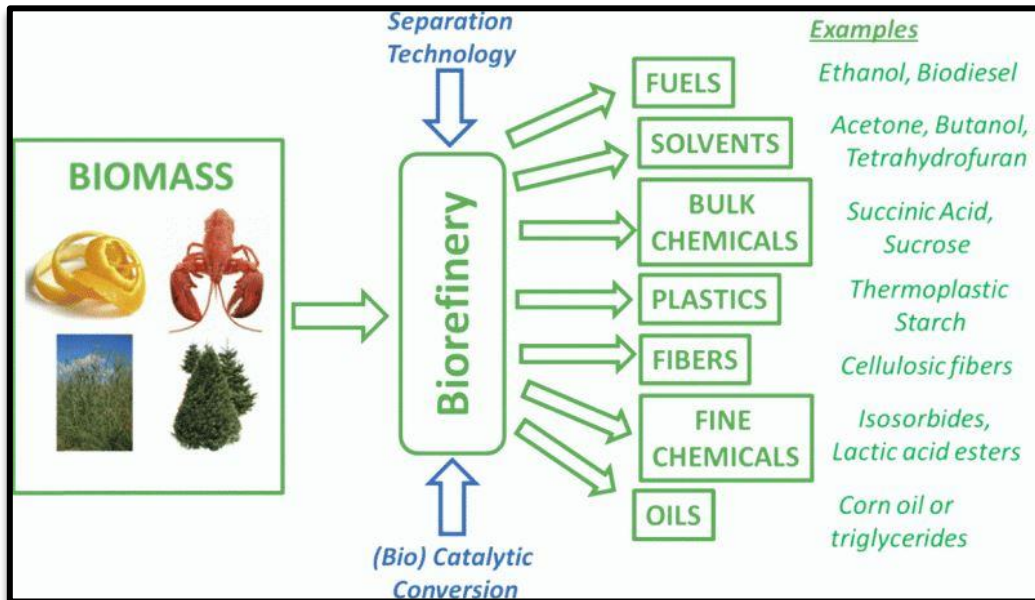 Separation
Technology
Examples
BIOMASS
Biorefinery
FUELS
Ethanol, Biodiesel
SOLVENTS
Acetone, Butanol,
Tetrahydrofuran
BULK
CHEMICALS
Succinic Acid,
Sucrose
PLASTICS
Thermoplastic
Starch
FIBERS
Cellulosic fibers
FINE
CHEMICALS
Isosorbides,
Lactic acid esters
OILS
Corn oil or
triglycerides
(Bio) Catalytic
Conversion